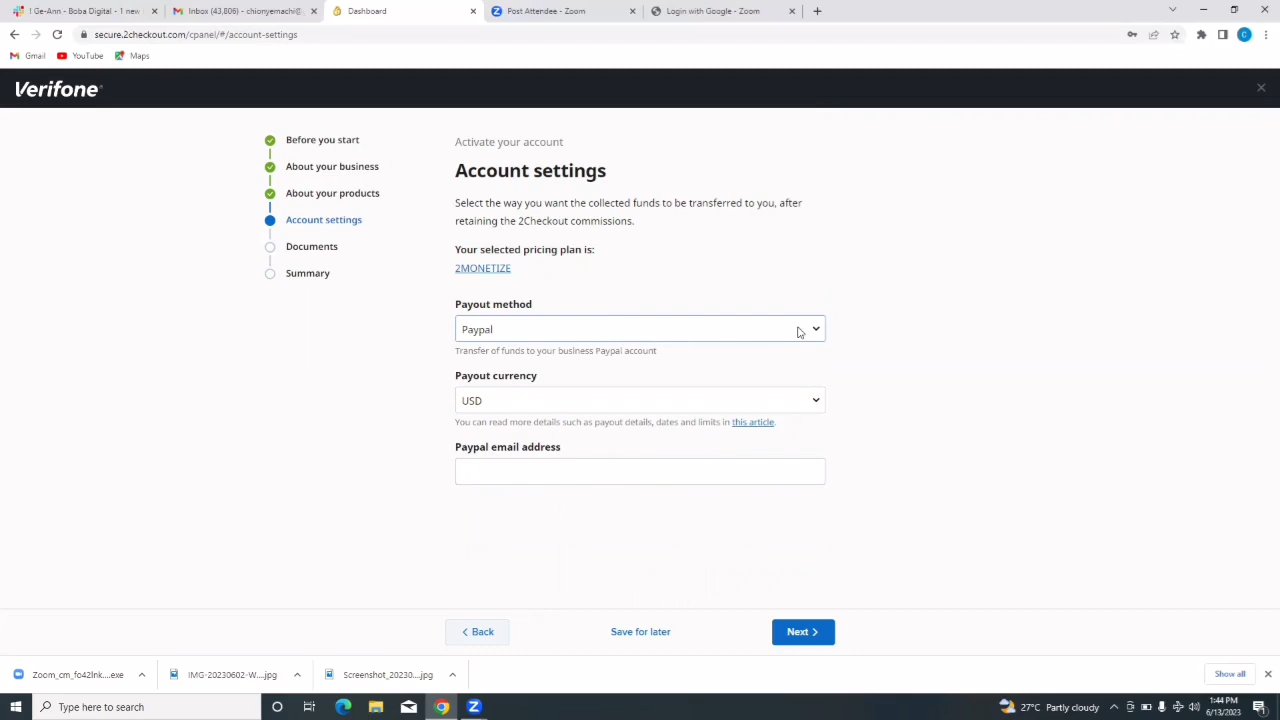 ! Ge-Ann - Boba Digital - 1 new
Inbox (43,806) - chionyemachi@
Dashboard
Post Attendee - Zoom
Login with Google - Zoom
secure.2checkout.com/cpanel/#/account-settings
C
Gmail
YouTube
Maps
Verifone
Before you start
About your business
About your products
Account settings
Documents
Summary
Activate your account
Account settings
Select the way you want the collected funds to be transferred to you, after
retaining the 2Checkout commissions.
Your selected pricing plan is:
2MONETIZE
Payout method
Paypal
Transfer of funds to your business Paypal account
Payout currency
USD
You can read more details such as payout details, dates and limits in this article.
Paypal email address
Back
Save for later
Next
Zoom_cm_fo42lnk....exe
IMG-20230602-W....jpg
Screenshot_20230....jpg
Show all
Type here to search
27°C Partly cloudy
1:44 PM
6/13/2023